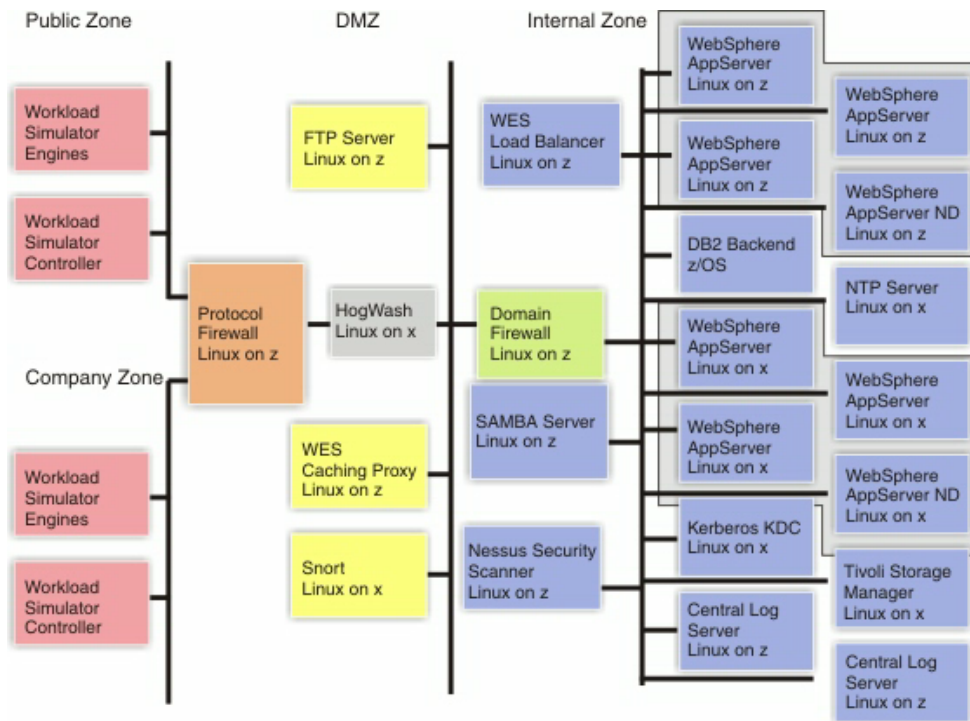 Public Zone
DMZ
Internal Zone
Workload
Simulator
Engines
Workload
Simulator
Controller
Protocol
Firewall
Linux on z
Company Zone
Workload
Simulator
Engines
Workload
Simulator
Controller
FTP Server
Linux on z
HogWash
Linux on x
WES
Caching Proxy
Linux on z
Snort
Linux on x
WES
Load Balancer
Linux on z
Domain
Firewall
Linux on z
SAMBA Server
Linux on z
Nessus Security
Scanner
Linux on z
WebSphere
AppServer
Linux on z
WebSphere
AppServer
Linux on z
DB2 Backend
z/OS
WebSphere
AppServer
Linux on x
WebSphere
AppServer
Linux on x
Kerberos KDC
Linux on x
Central Log
Server
Linux on z
WebSphere
AppServer
Linux on z
WebSphere
AppServer ND
Linux on z
NTP Server
Linux on x
WebSphere
AppServer
Linux on x
WebSphere
AppServer ND
Linux on x
Tivoli Storage
Manager
Linux on x
Central Log
Server
Linux on z